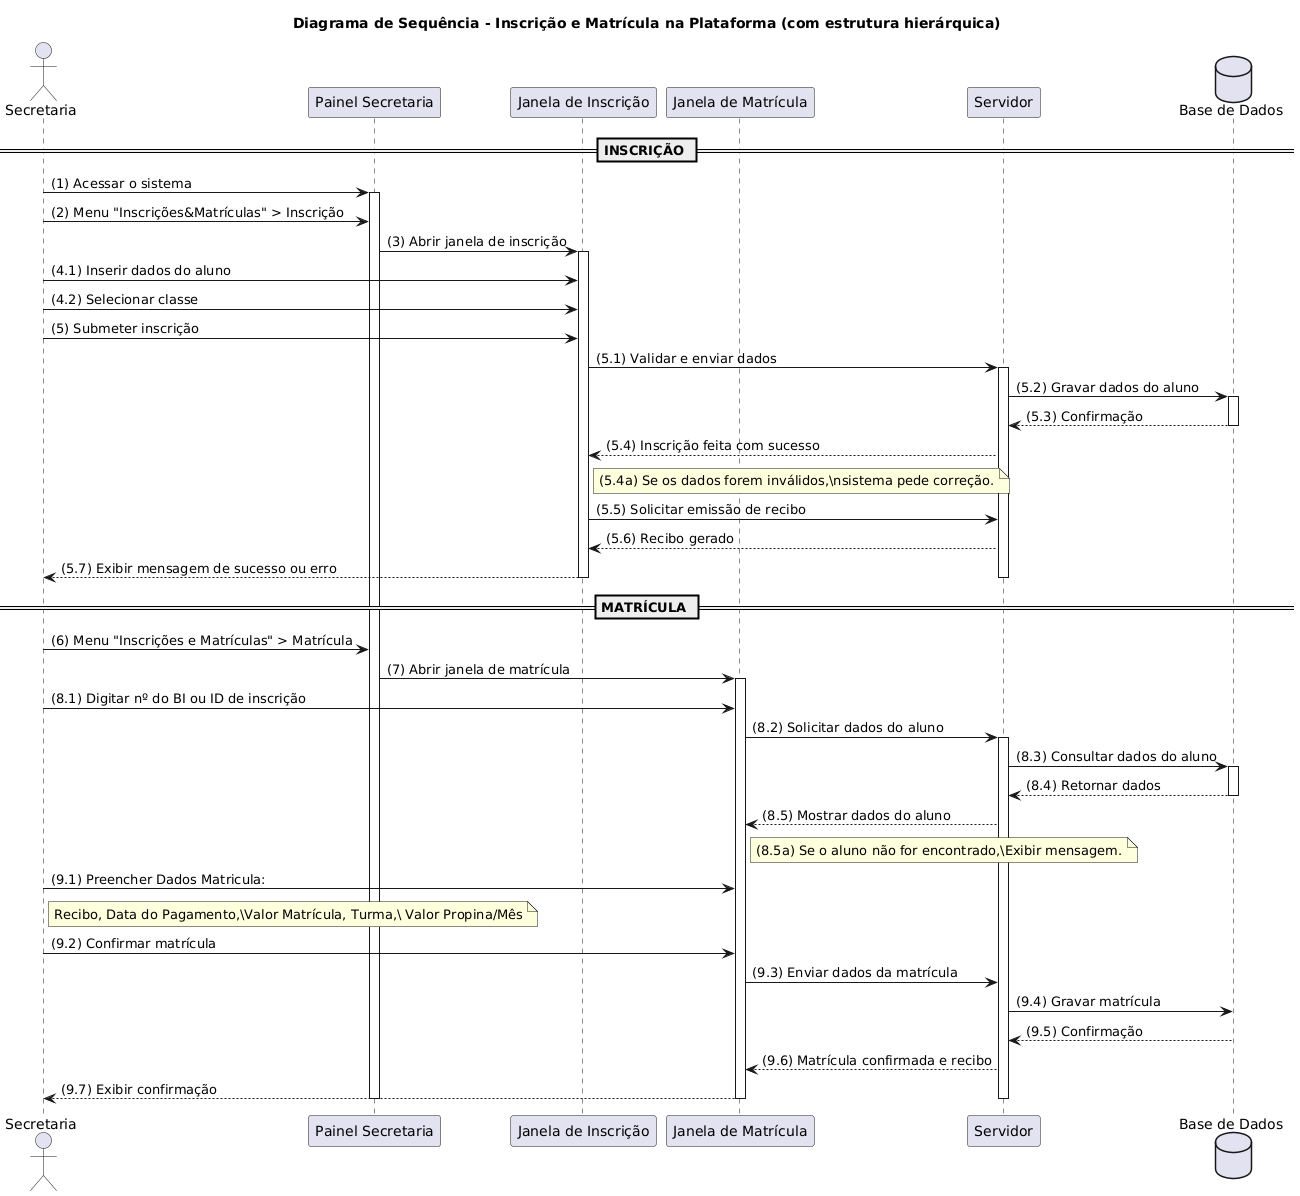 Diagrama de Sequência - Inscrição e Matrícula na Plataforma (com estrutura hierárquica)
Secretaria
Painel Secretaria
Janela de Inscrição
Janela de Matrícula
Servidor
Base de Dados
INSCRIÇÃO
(1) Acessar o sistema
(2) Menu "Inscrições&Matrículas" > Inscrição
(3) Abrir janela de inscrição
(4.1) Inserir dados do aluno
(4.2) Selecionar classe
(5) Submeter inscrição
(5.1) Validar e enviar dados
(5.2) Gravar dados do aluno
(5.3) Confirmação
(5.4) Inscrição feita com sucesso
(5.4a) Se os dados forem inválidos,\nsistema pede correção.
(5.5) Solicitar emissão de recibo
(5.6) Recibo gerado
(5.7) Exibir mensagem de sucesso ou erro
MATRÍCULA
(6) Menu "Inscrições e Matrículas" > Matrícula
(7) Abrir janela de matrícula
(8.1) Digitar nº do BI ou ID de inscrição
(8.2) Solicitar dados do aluno
(8.3) Consultar dados do aluno
(8.4) Retornar dados
(8.5) Mostrar dados do aluno
(8.5a) Se o aluno não for encontrado,\Exibir mensagem.
(9.1) Preencher Dados Matricula:
Recibo, Data do Pagamento,\Valor Matrícula, Turma,\ Valor Propina/Mês
(9.2) Confirmar matrícula
(9.3) Enviar dados da matrícula
(9.4) Gravar matrícula
(9.5) Confirmação
(9.6) Matrícula confirmada e recibo
(9.7) Exibir confirmação
Secretaria
Painel Secretaria
Janela de Inscrição
Janela de Matrícula
Servidor
Base de Dados